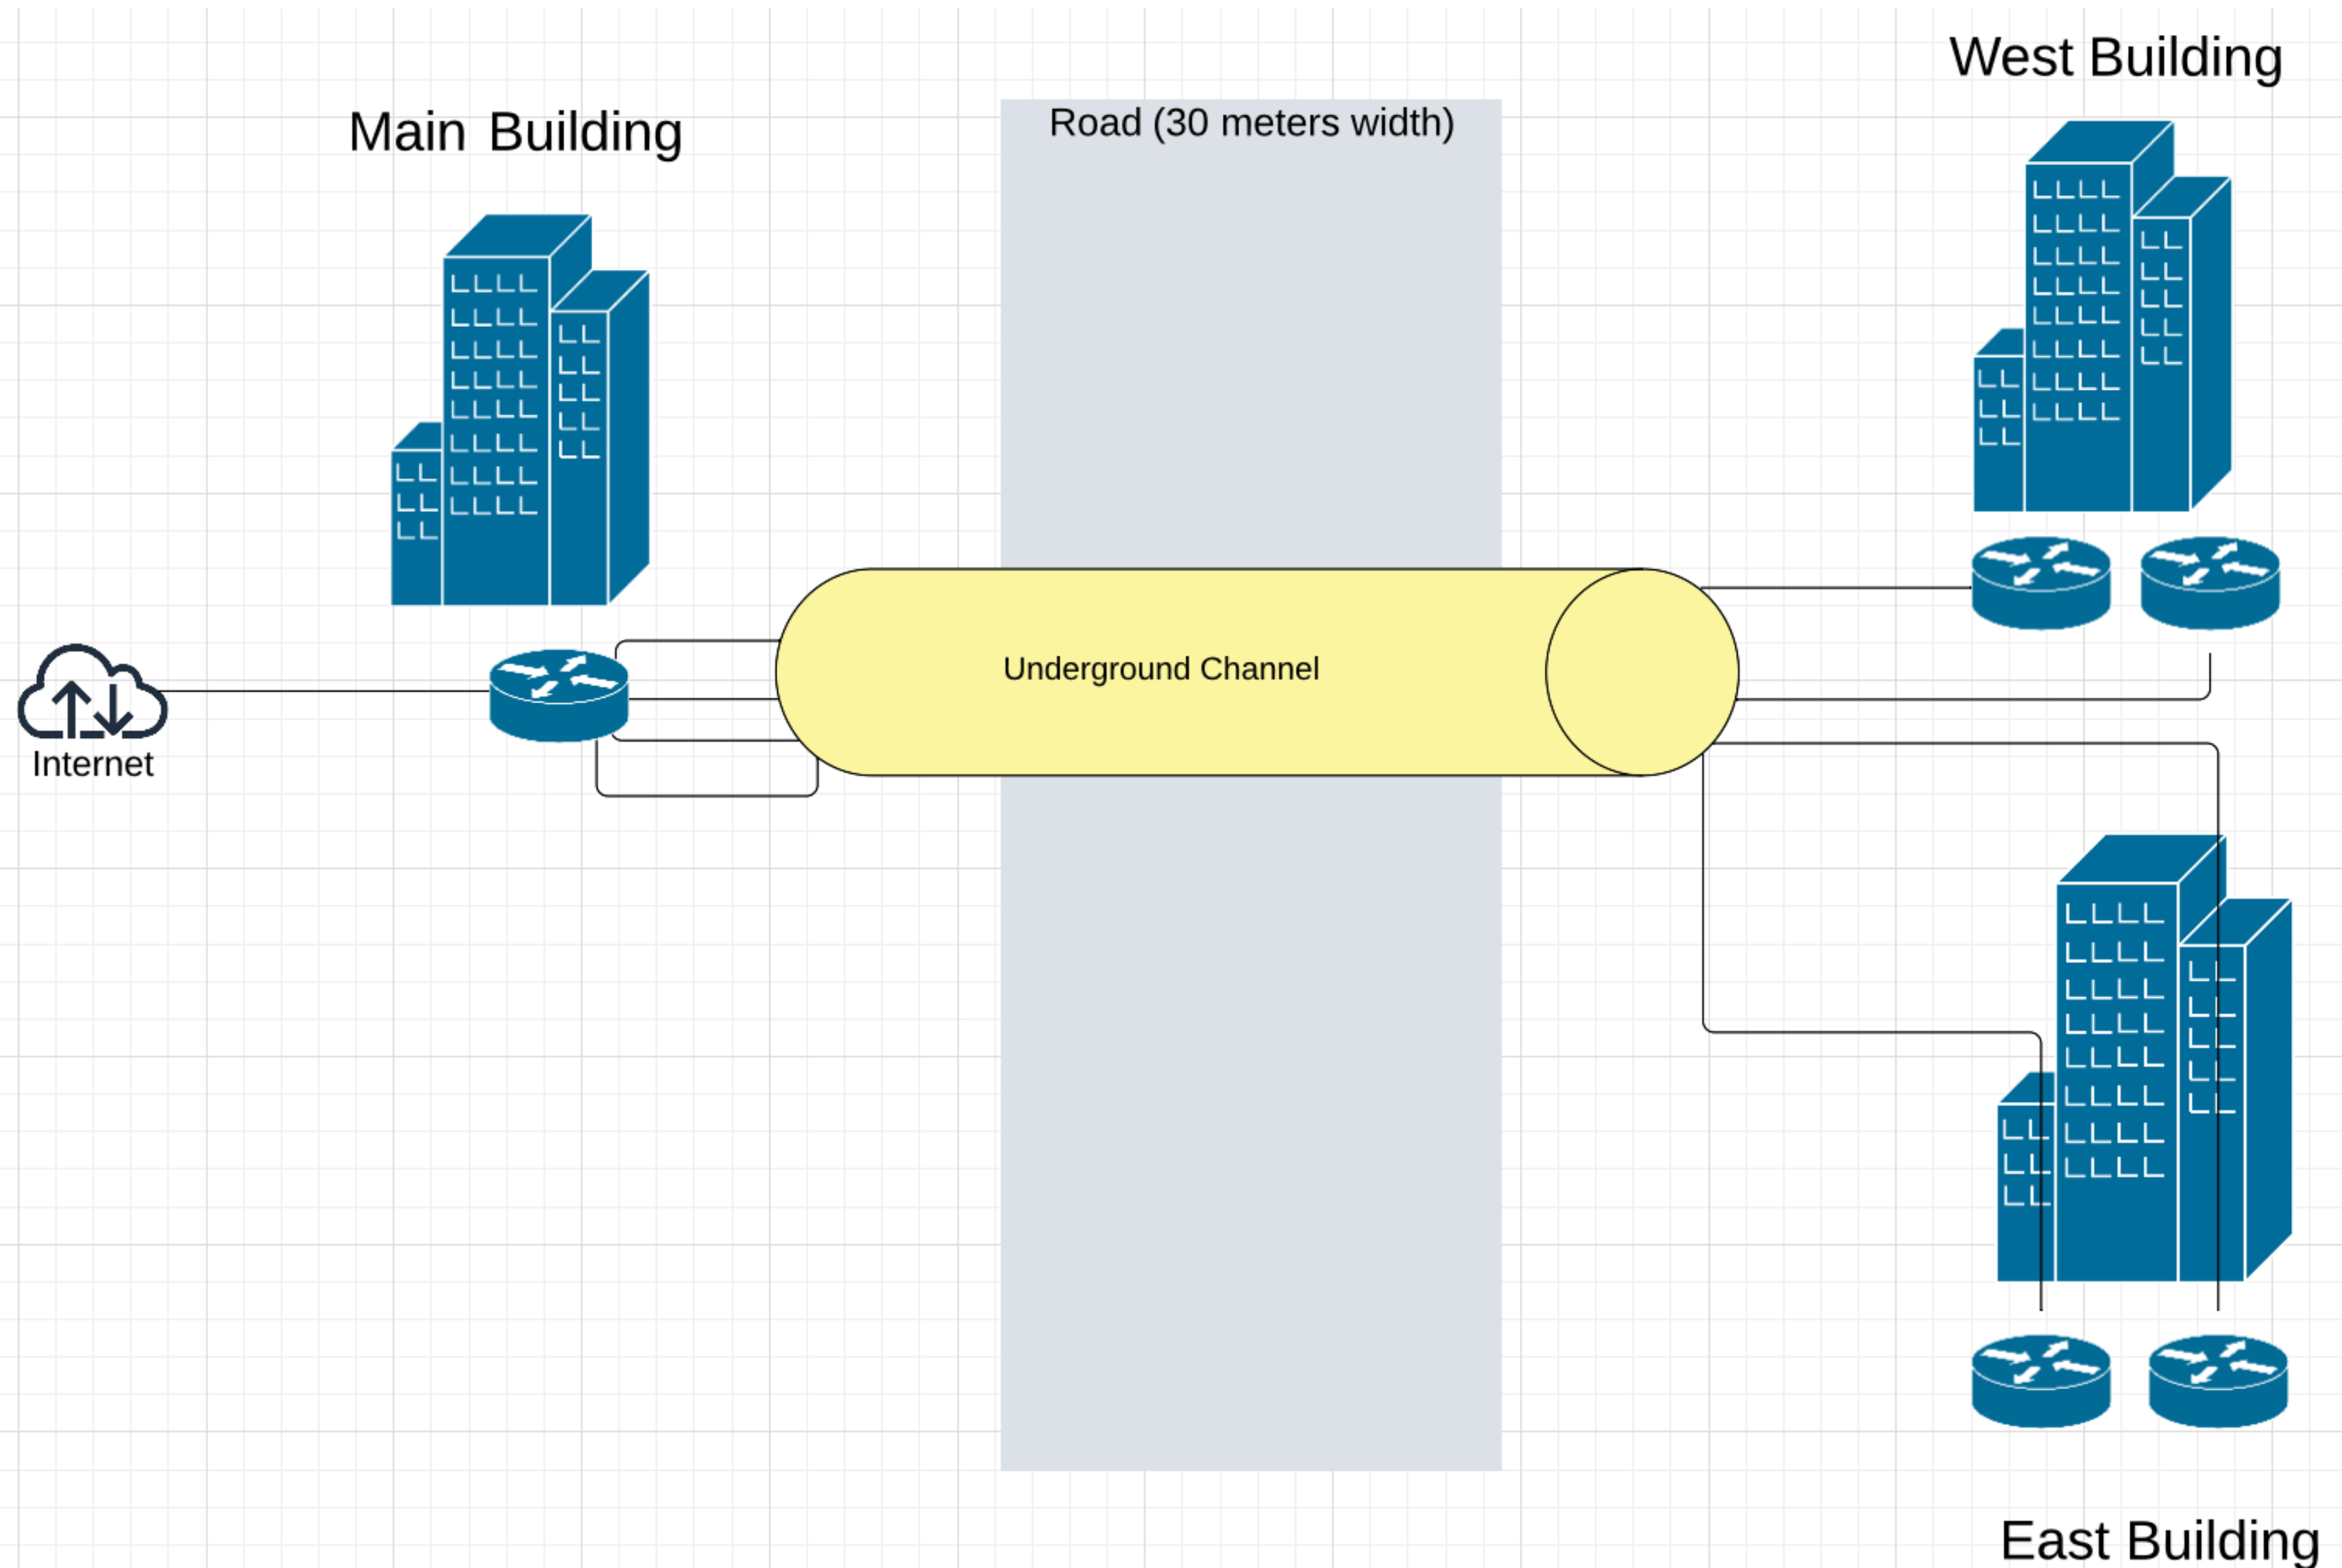 West Building
Main Building
Road (30 meters width)
Underground Channel
Internet
East Building